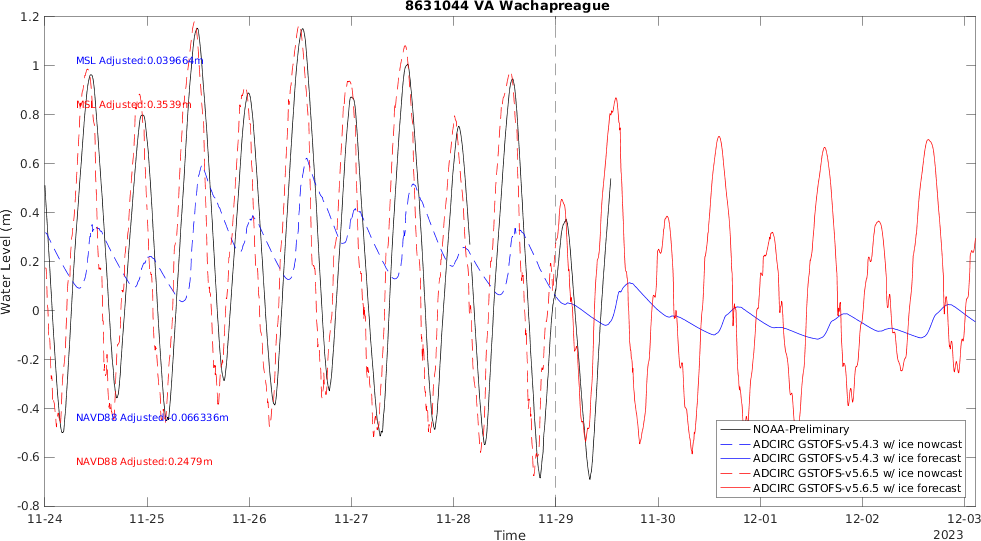 8631044 VA Wachapreague
1.2
1
0.8
0.6
0.4
0.2
0
-0.2
-0.4
-0.6
-0.8
Water Level (m)
MSL Adjusted:0.039664m
MSL Adjusted:0.3539m
NAVD88 Adjusted:-0.066336m
NAVD88 Adjusted:0.2479m
NOAA-Preliminary
ADCIRC GSTOFS-v5.4.3 w/ ice nowcast
ADCIRC GSTOFS-v5.4.3 w/ ice forecast
ADCIRC GSTOFS-v5.6.5 w/ ice nowcast
ADCIRC GSTOFS-v5.6.5 w/ ice forecast
11-24 11-25 11-26 11-27 11-28 11-29 11-30 12-01 12-02 12-03
2023
Time